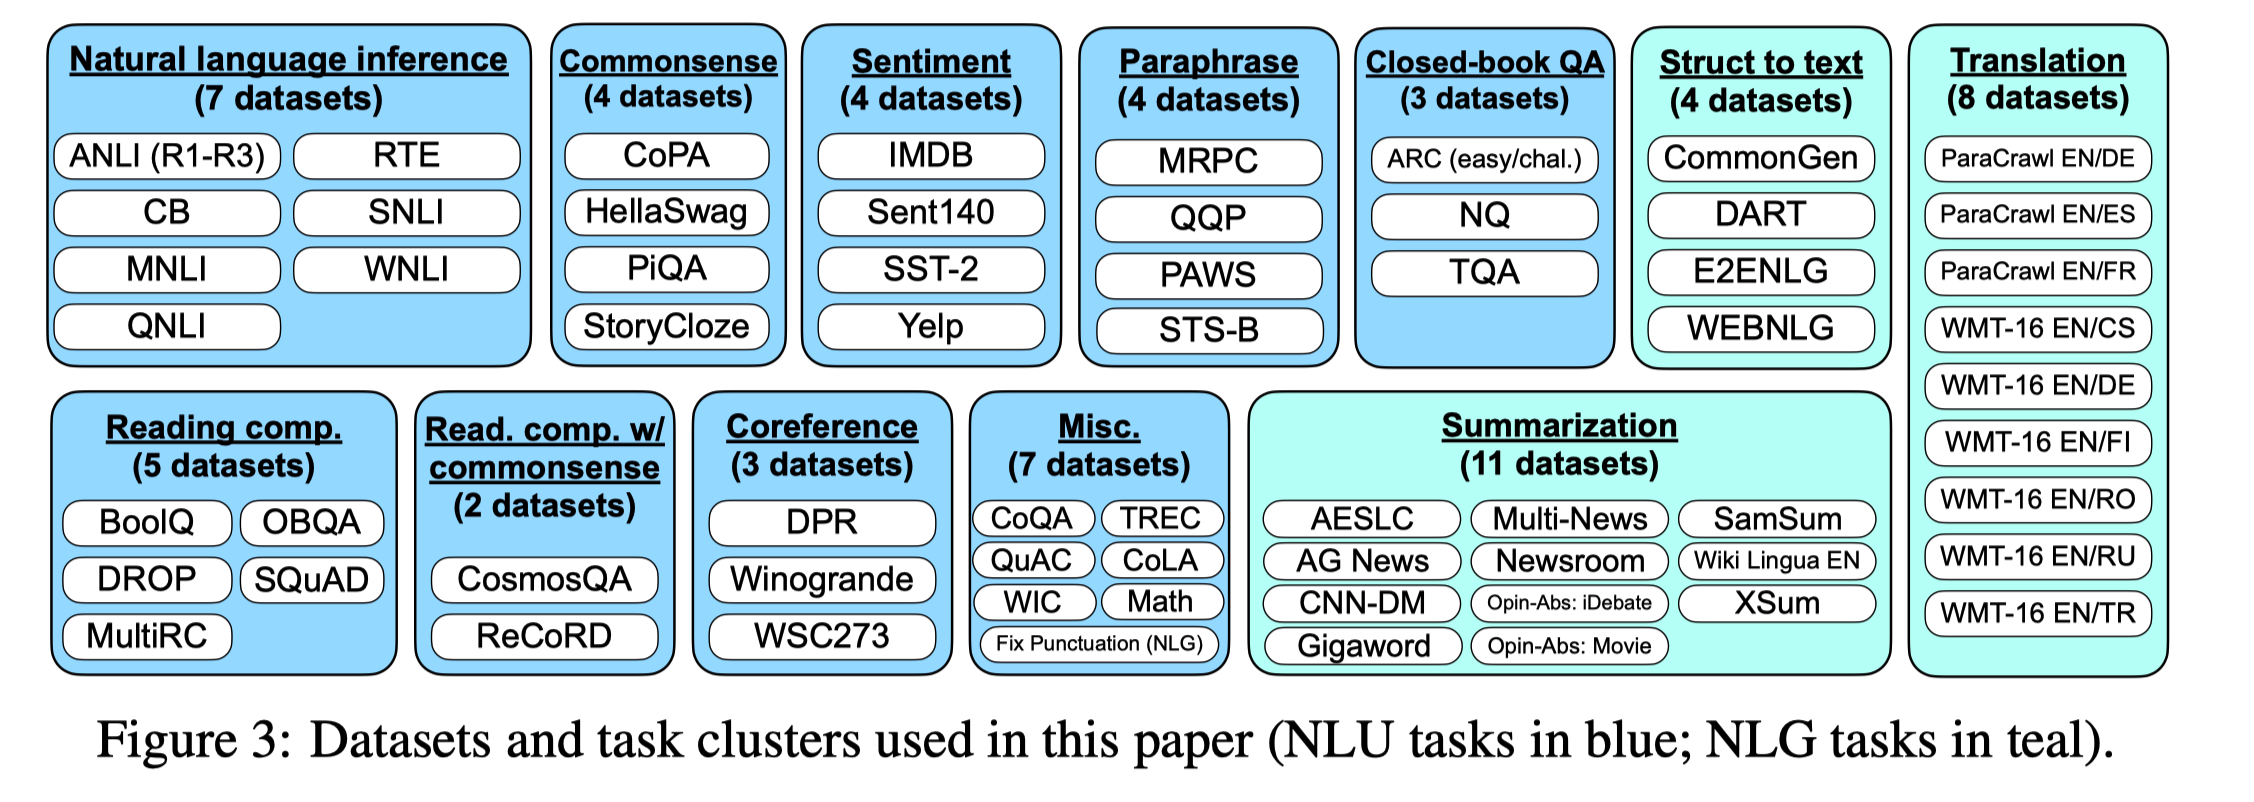 Natural language inference
(7 datasets)
ANLI (R1-R3)
RTE
CB
SNLI
MNLI
WNLI
QNLI
Commonsense
(4 datasets)
CoPA
HellaSwag
PiQA
StoryCloze
Sentiment
(4 datasets)
IMDB
Sent140
SST-2
Yelp
Paraphrase
(4 datasets)
MRPC
QQP
PAWS
STS-B
Closed-book QA
(3 datasets)
ARC (easy/chal.)
NQ
TQA
Struct to text
(4 datasets)
CommonGen
DART
E2ENLG
WEBNLG
Translation
(8 datasets)
ParaCrawl EN/DE
ParaCrawl EN/ES
ParaCrawl EN/FR
WMT-16 EN/CS
WMT-16 EN/DE
WMT-16 EN/FI
WMT-16 EN/RO
WMT-16 EN/RU
WMT-16 EN/TR
Reading comp.
(5 datasets)
BoolQ
OBQA
DROP
SQuAD
MultiRC
Read. comp. w/
commonsense
(2 datasets)
CosmosQA
ReCoRD
Coreference
(3 datasets)
DPR
Winogrande
WSC273
Misc.
(7 datasets)
CoQA
TREC
QuAC
CoLA
WIC
Math
Fix Punctuation (NLG)
Summarization
(11 datasets)
AESLC
Multi-News
SamSum
AG News
Newsroom
Wiki Lingua EN
CNN-DM
Opin-Abs: iDebate
XSum
Gigaword
Opin-Abs: Movie
Figure 3: Datasets and task clusters used in this paper (NLU tasks in blue; NLG tasks in teal).